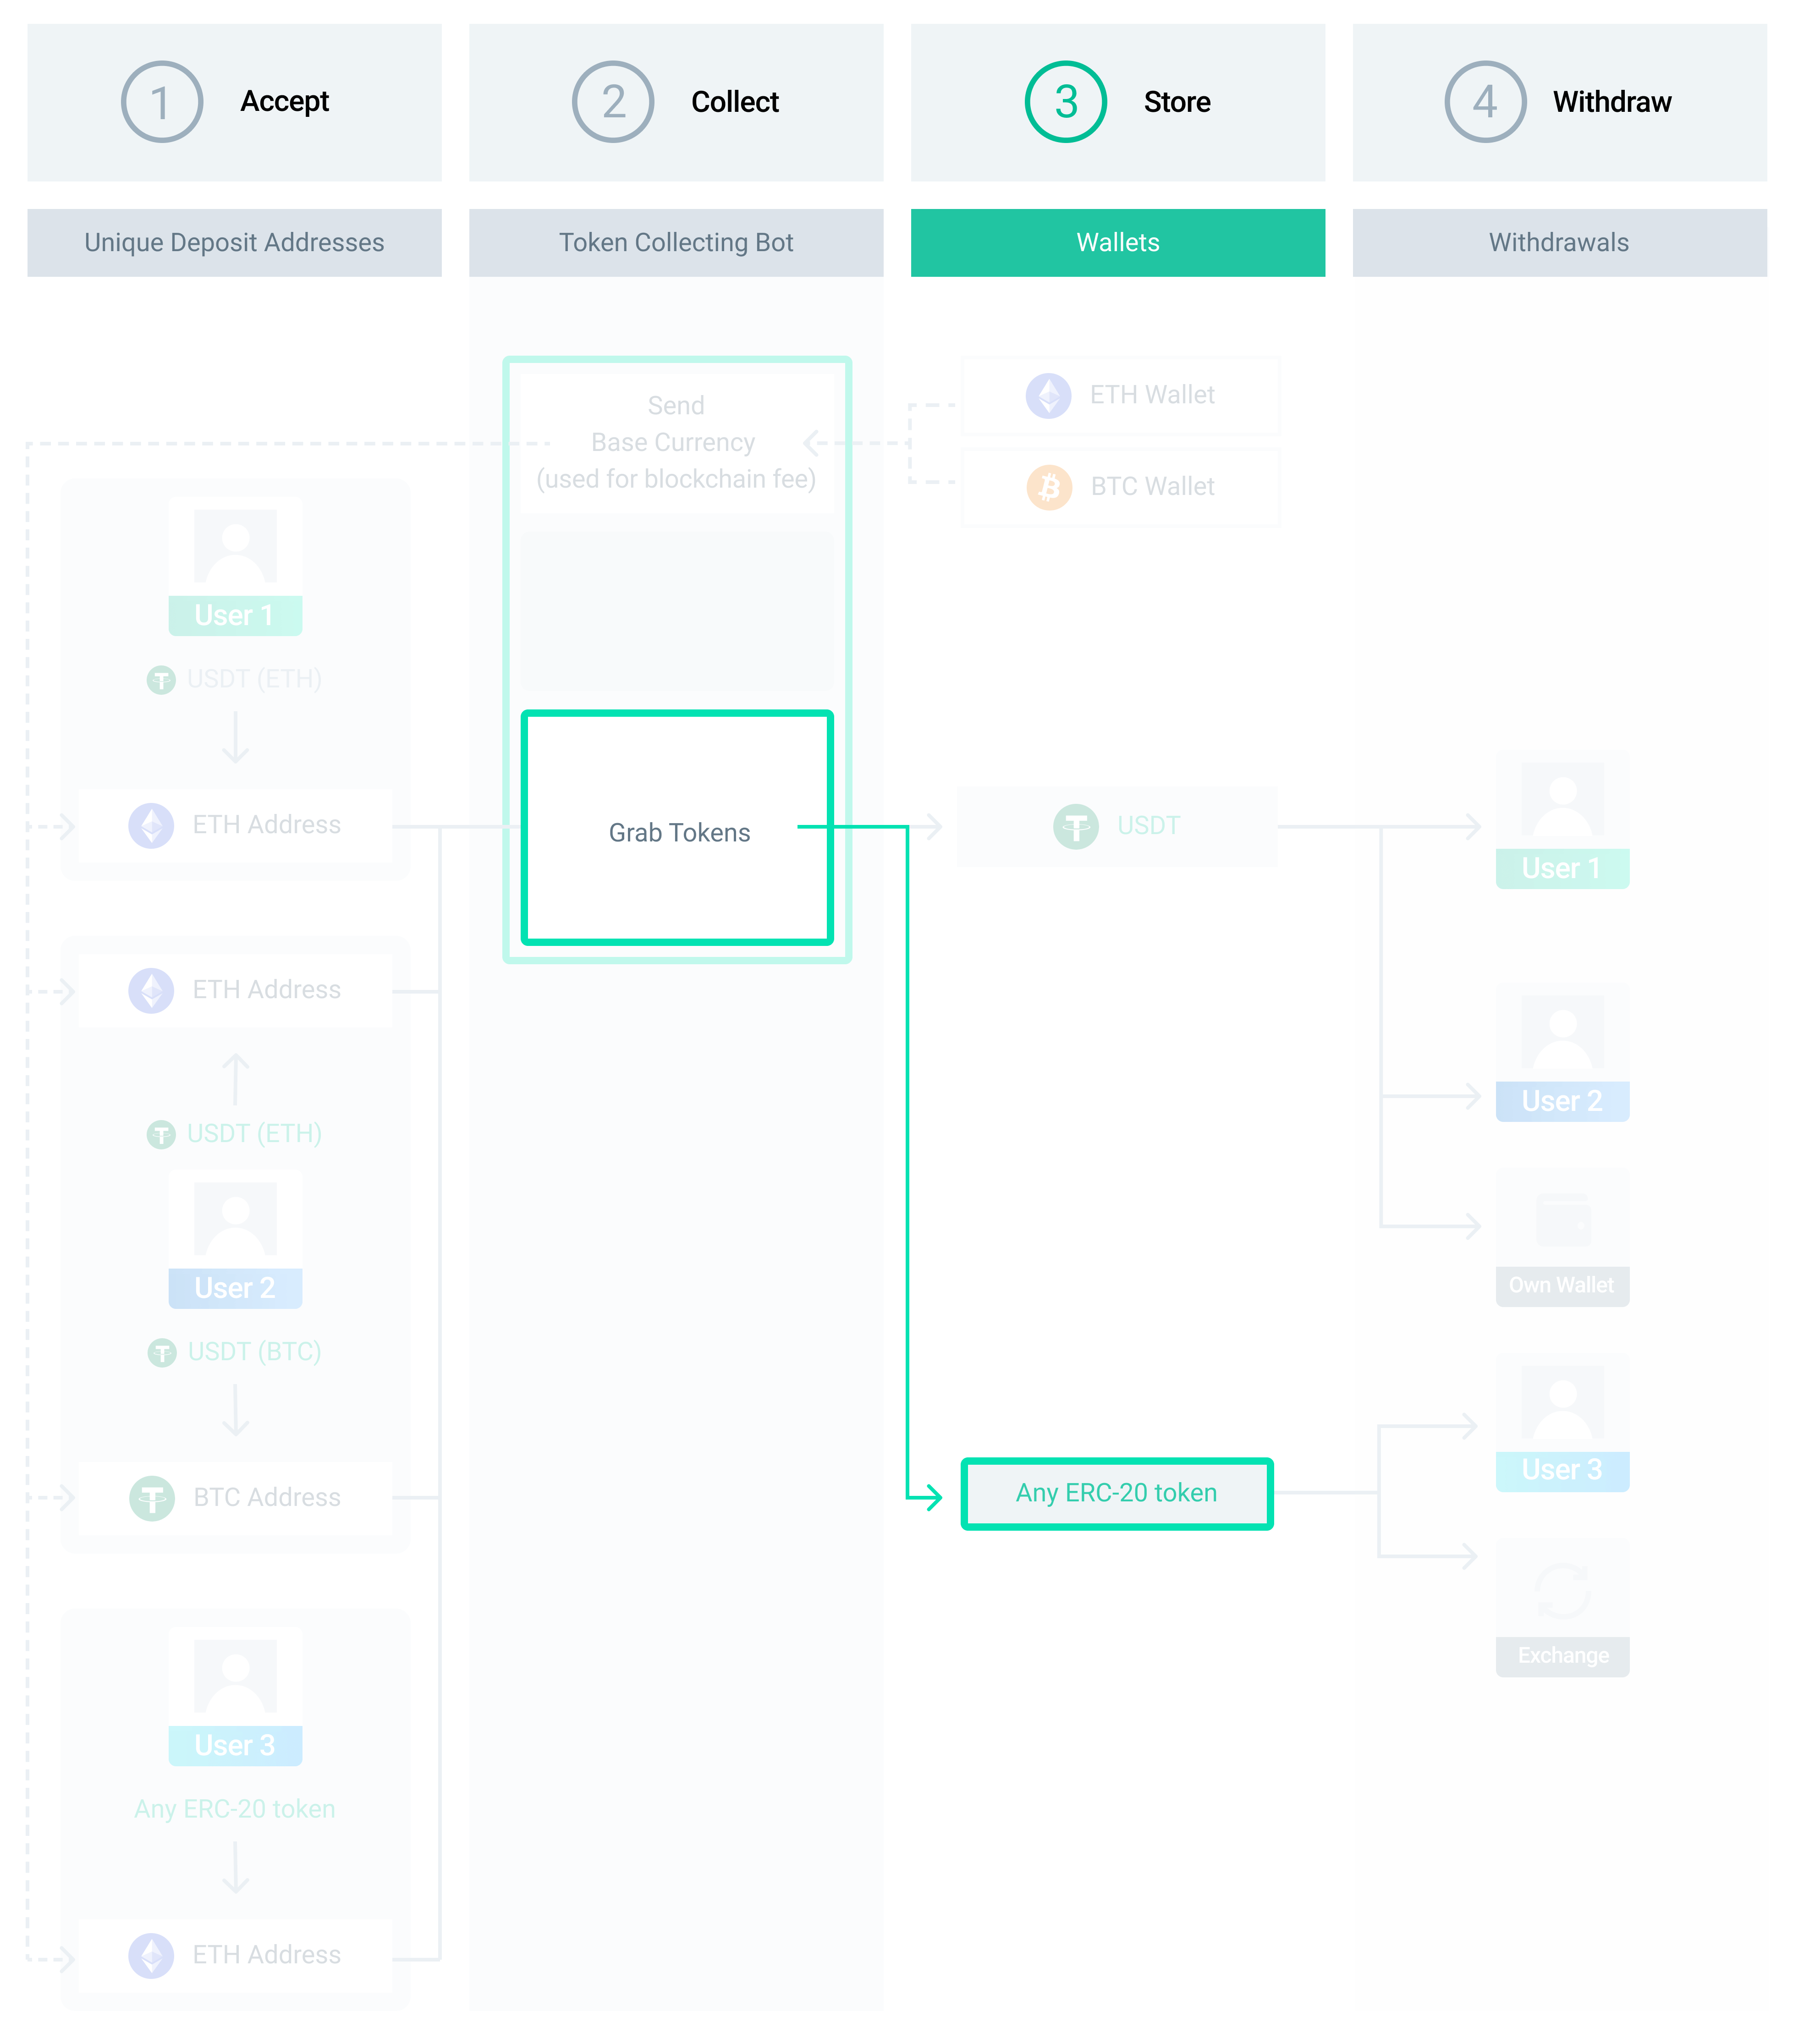 1
Accept
2
Collect
3
Store
4
Withdraw
Unique Deposit Addresses
Token Collecting Bot
Wallets
Withdrawals
Send
Base Currency
(used for blockchain fee)
ETH Wallet
BTC Wallet
User 1
USDT (ETH)
ETH Address
Grab Tokens
USDT
User 1
ETH Address
USDT (ETH)
User 2
User 2
USDT (BTC)
Own Wallet
BTC Address
Any ERC-20 token
User 3
Exchange
User 3
Any ERC-20 token
ETH Address